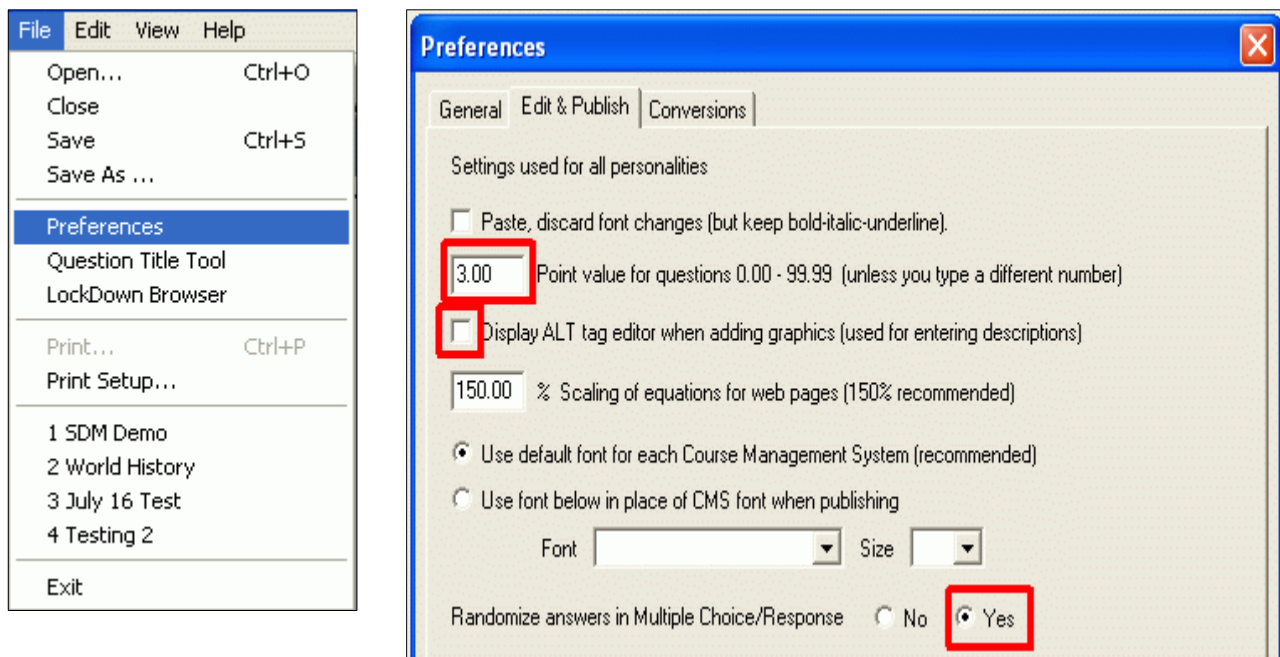 File Edit View Help
Open... Ctrl+O
Close
Save Ctrl+S
Save As ...
Preferences
Question Title Tool
LockDown Browser
Print... Ctrl+P
Print Setup...
1 SDM Demo
2 World History
3 July 16 Test
4 Testing 2
Exit
Preferences
General Edit & Publish Conversions
Settings used for all personalities
Paste, discard font changes (but keep bold-italic-underline).
3.00 Point value for questions 0.00 - 99.99 (unless you type a different number)
Display ALT tag editor when adding graphics (used for entering descriptions)
150.00 % Scaling of equations for web pages (150% recommended)
Use default font for each Course Management System (recommended)
Use font below in place of CMS font when publishing
Font Size
Randomize answers in Multiple Choice/Response No Yes